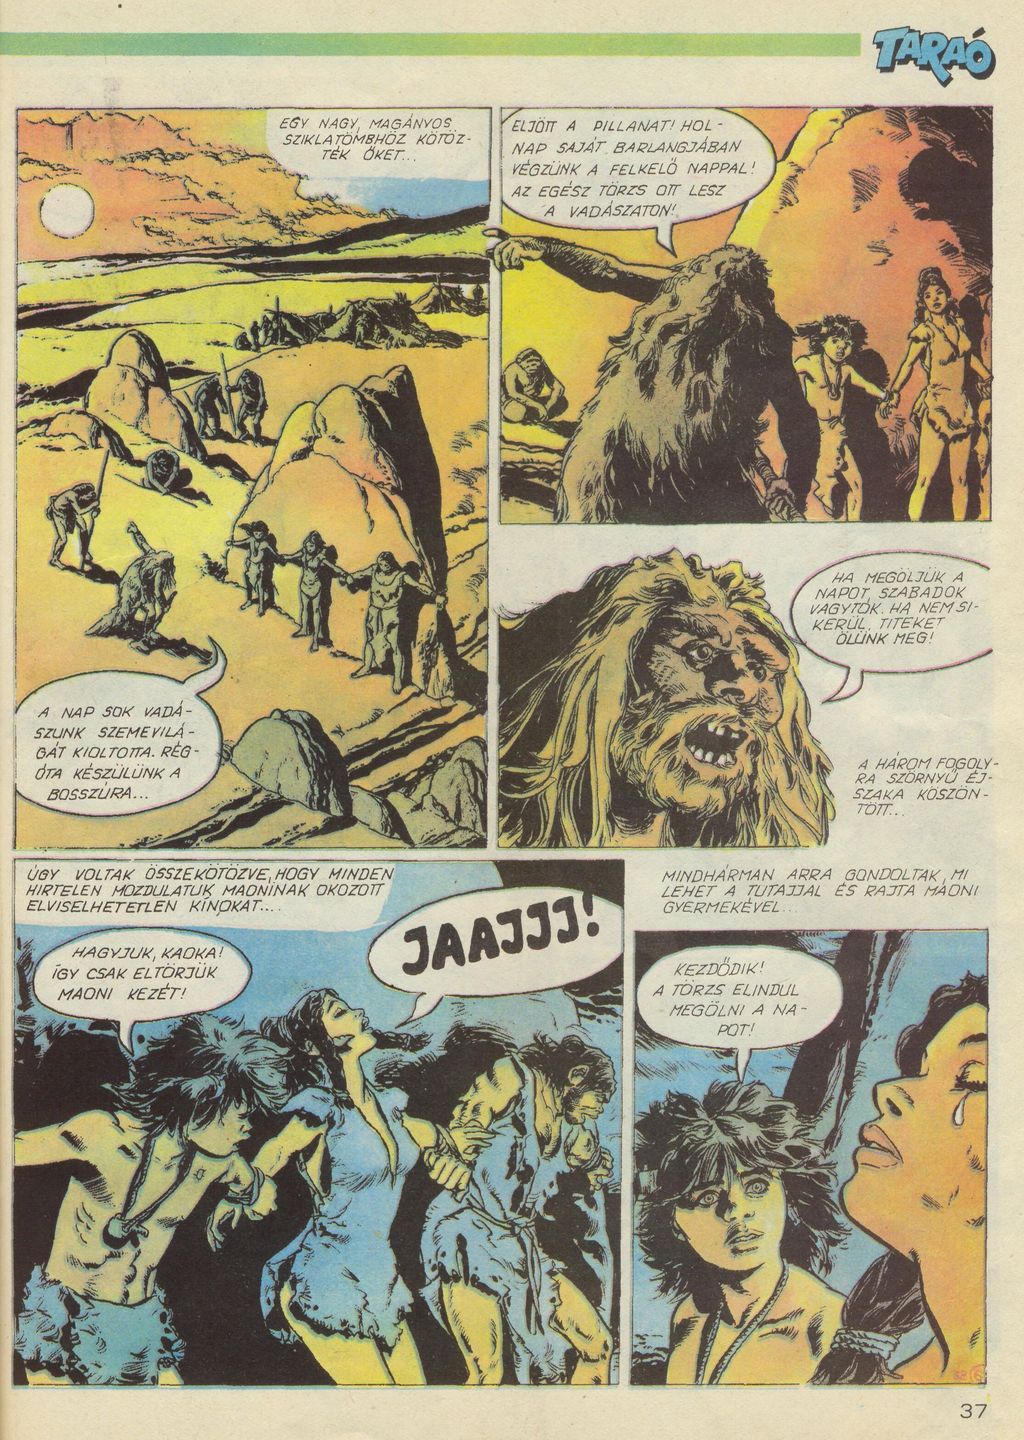 TARAÓ
EGY NAGY, MAGÁNYOS
SZIKLATÖMBHÖZ KÖTÖZ-
TÉK ŐKET...
A NAP SOK VADÁ-
SZUNK SZEMEVILÁ-
GÁT KIOLTOTTA. RÉG-
ÓTA KÉSZÜLÜNK A
BOSSZÚRA...
ELJÖTT A PILLANAT! HOL-
NAP SAJÁT BARLANGJÁBAN
VÉGZÜNK A FELKELŐ NAPPAL!
AZ EGÉSZ TÖRZS OTT LESZ
A VADÁSZATON!
HA MEGÖLJÜK A
NAPOT, SZABADOK
VAGYTOK. HA NEM SI-
KERÜL, TITEKET
ÖLÜNK MEG!
A HÁROM FOGOLY-
RA SZÖRNYŰ ÉJ-
SZAKA KÖSZÖN-
TÖTT...
ÚGY VOLTAK ÖSSZEKÖTÖZVE, HOGY MINDEN
HIRTELEN MOZDULATUK MAONINAK OKOZOTT
ELVISELHETETLEN KÍNOKAT...
HAGYJUK, KAOKA!
ÍGY CSAK ELTÖRJÜK
MAONI KEZÉT!
JAAJJJ!
MINDHÁRMAN ARRA GONDOLTAK, MI
LEHET A TUTAJJAL ÉS RAJTA MAONI
GYERMEKÉVEL...
KEZDŐDIK!
A TÖRZS ELINDUL
MEGÖLNI A NA-
POT!
37